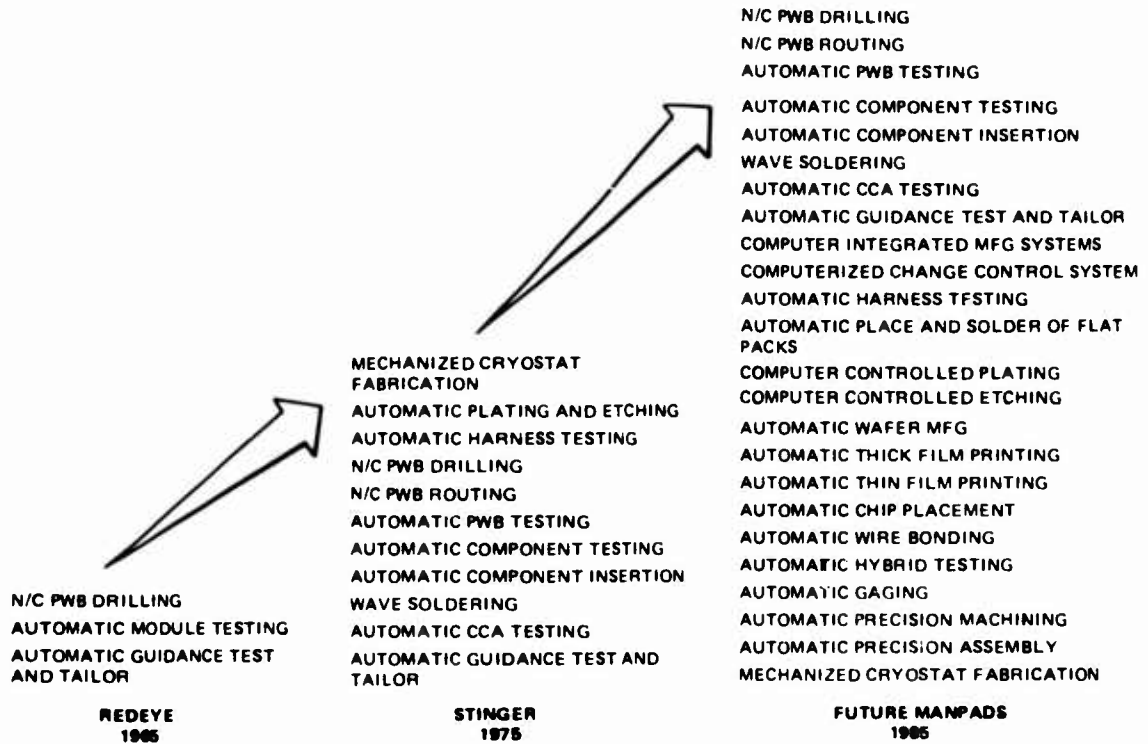 N/C PWB DRILLING
AUTOMATIC MODULE TESTING
AUTOMATIC GUIDANCE TEST
AND TAILOR
REDEYE
1965
MECHANIZED CRYOSTAT
FABRICATION
AUTOMATIC PLATING AND ETCHING
AUTOMATIC HARNESS TESTING
N/C PWB DRILLING
N/C PWB ROUTING
AUTOMATIC PWB TESTING
AUTOMATIC COMPONENT TESTING
AUTOMATIC COMPONENT INSERTION
WAVE SOLDERING
AUTOMATIC CCA TESTING
AUTOMATIC GUIDANCE TEST AND
TAILOR
STINGER
1975
N/C PWB DRILLING
N/C PWB ROUTING
AUTOMATIC PWB TESTING
AUTOMATIC COMPONENT TESTING
AUTOMATIC COMPONENT INSERTION
WAVE SOLDERING
AUTOMATIC CCA TESTING
AUTOMATIC GUIDANCE TEST AND TAILOR
COMPUTER INTEGRATED MFG SYSTEMS
COMPUTERIZED CHANGE CONTROL SYSTEM
AUTOMATIC HARNESS TESTING
AUTOMATIC PLACE AND SOLDER OF FLAT
PACKS
COMPUTER CONTROLLED PLATING
COMPUTER CONTROLLED ETCHING
AUTOMATIC WAFER MFG
AUTOMATIC THICK FILM PRINTING
AUTOMATIC THIN FILM PRINTING
AUTOMATIC CHIP PLACEMENT
AUTOMATIC WIRE BONDING
AUTOMATIC HYBRID TESTING
AUTOMATIC GAGING
AUTOMATIC PRECISION MACHINING
AUTOMATIC PRECISION ASSEMBLY
MECHANIZED CRYOSTAT FABRICATION
FUTURE MANPADS
1985